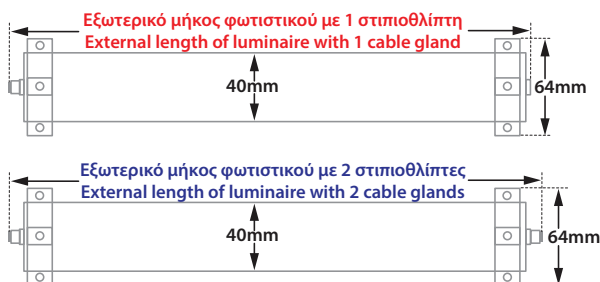 Εξωτερικό μήκος φωτιστικού με 1 στιπιοθλίπτη
External length of luminaire with 1 cable gland
40mm
64mm
Εξωτερικό μήκος φωτιστικού με 2 στιπιοθλίπτες
External length of luminaire with 2 cable glands
40mm
64mm